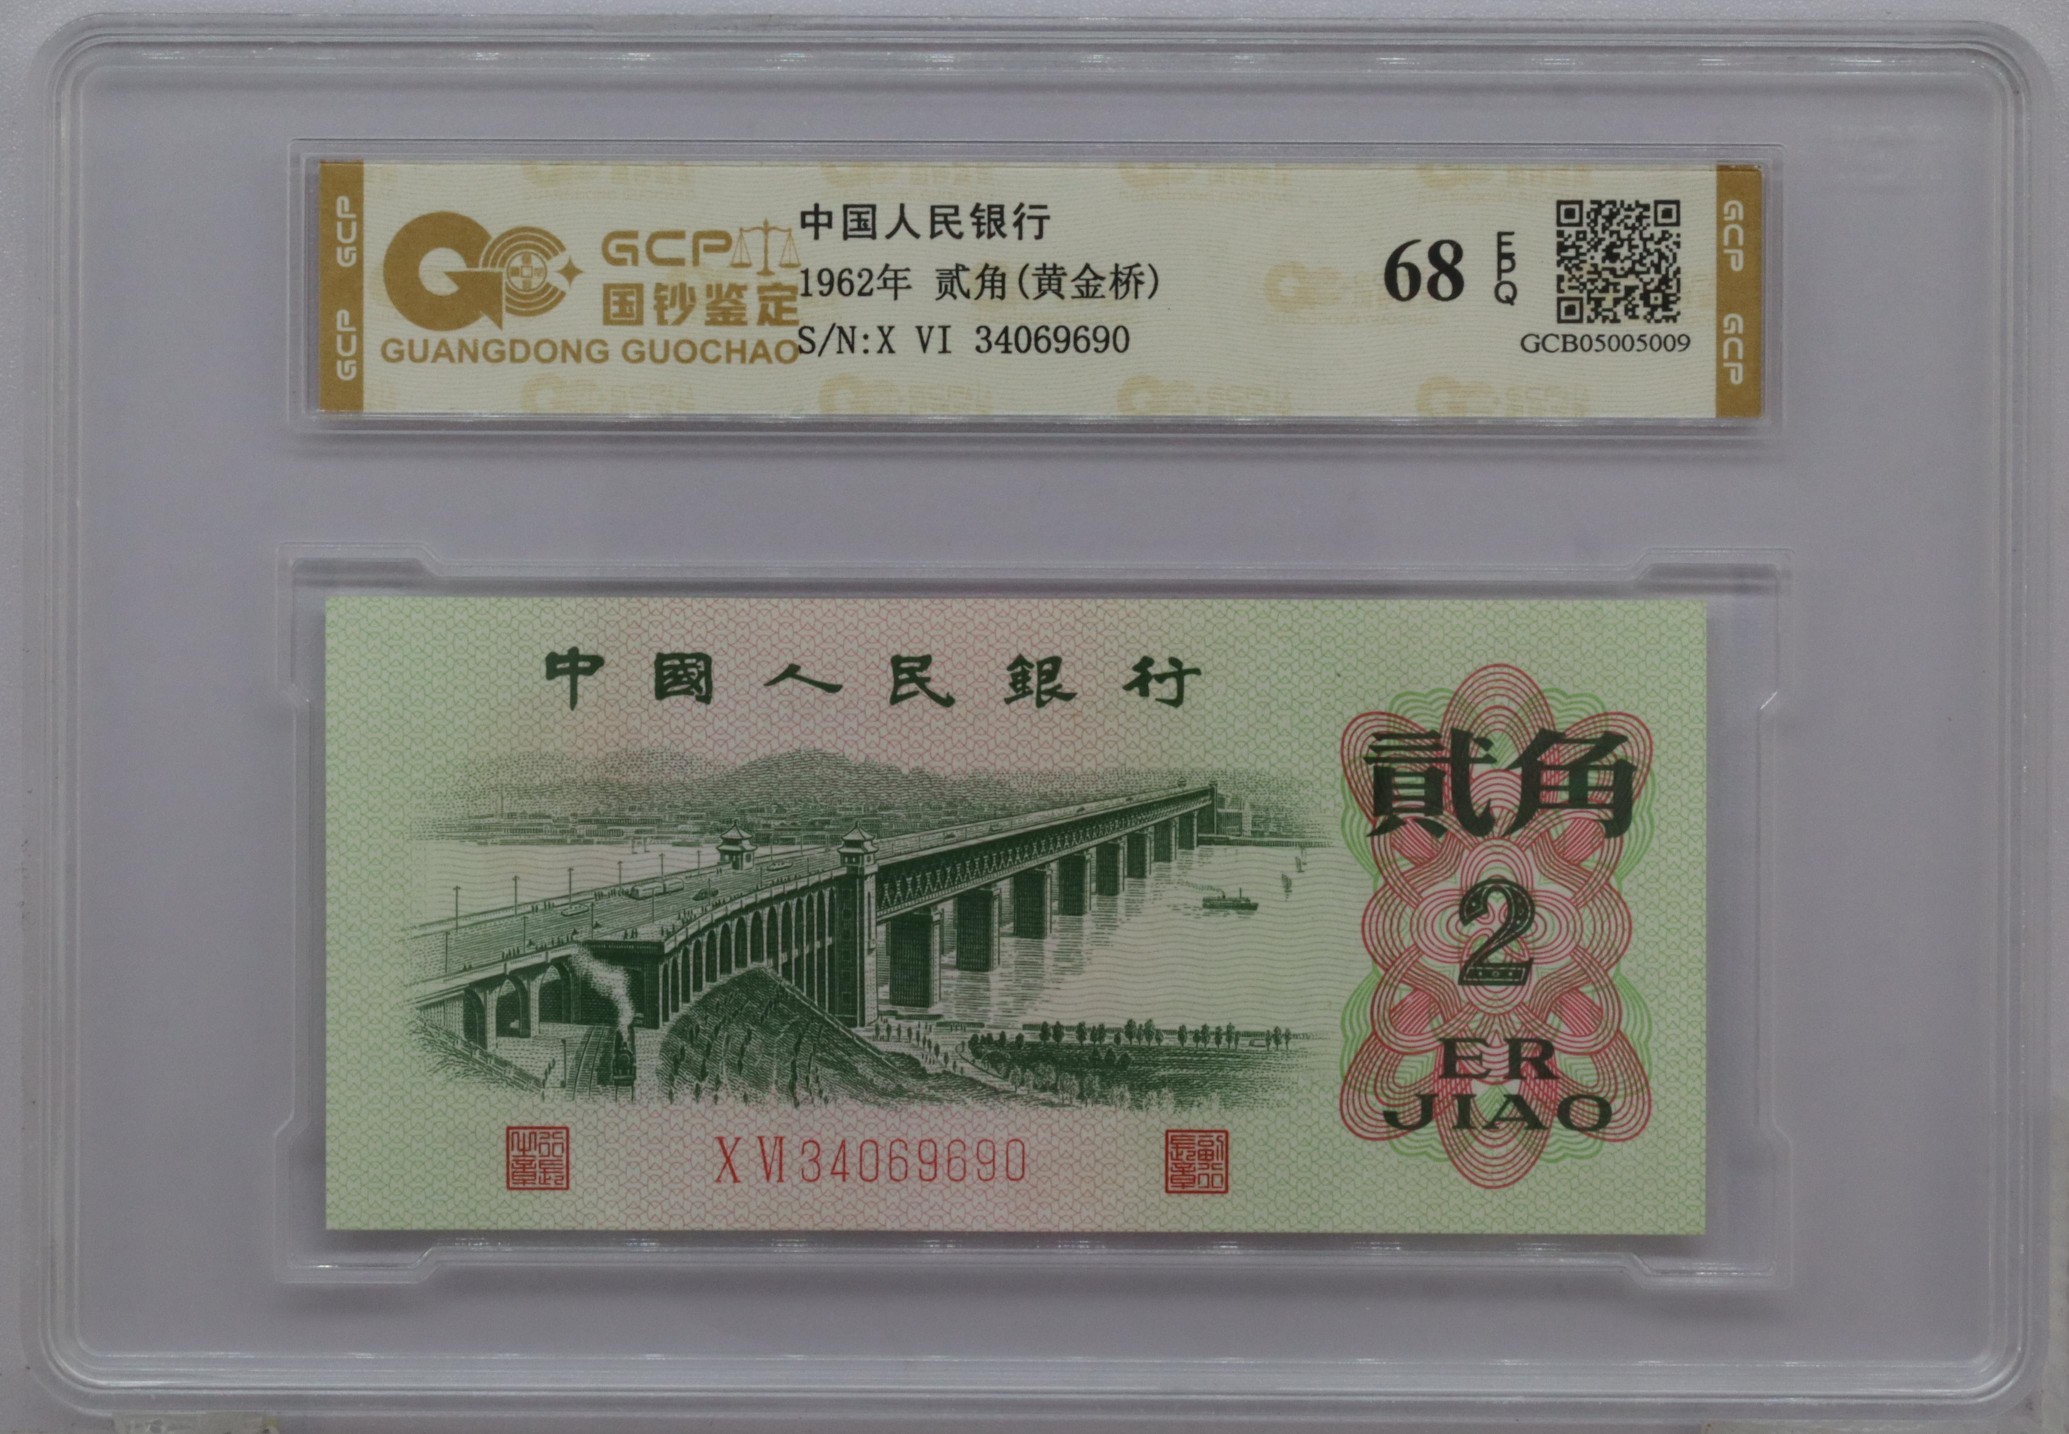 GCP
GCP
GCP
国钞鉴定
GUANGDONG GUOCHAO
中国人民银行
1962年 贰角(黄金桥)
S/N:X VI 34069690
68 EPQ
GCB05005009
GCP
GCP
中國人民銀行
貳角
2
ER
JIAO
X VI 34069690